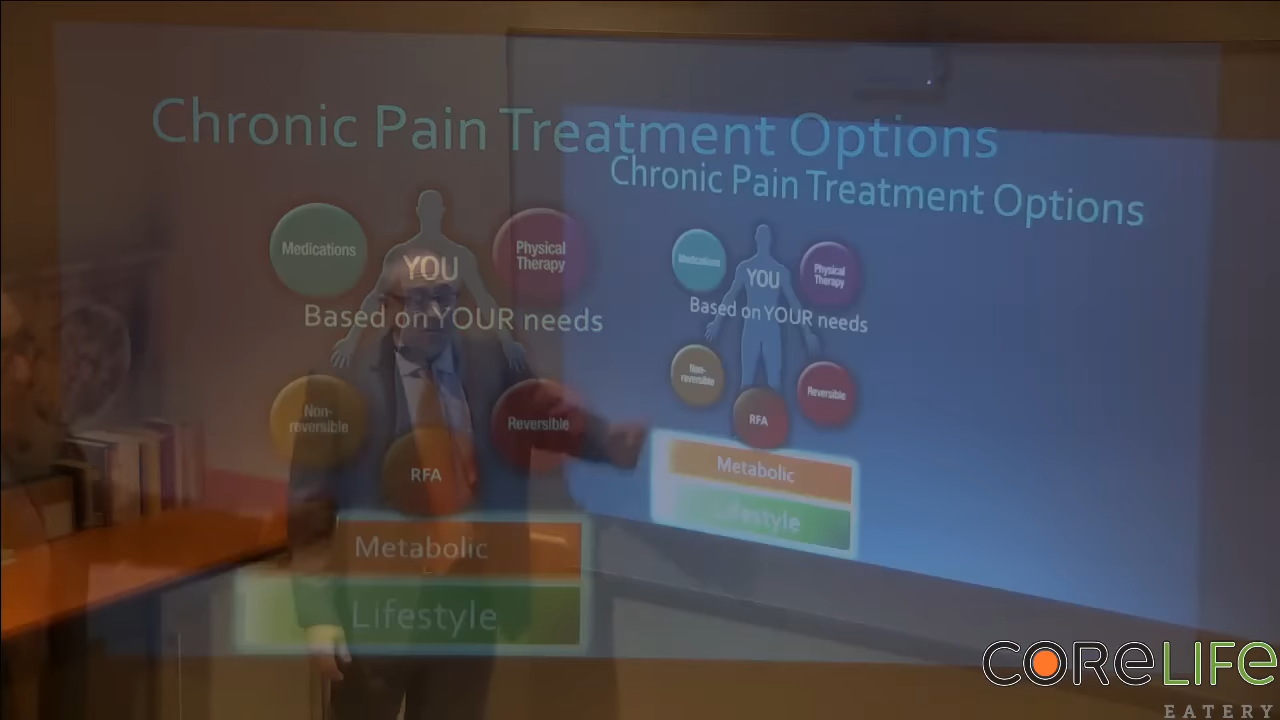 Chronic Pain Treatment Options
Medications
YOU
Physical
Therapy
Based on YOUR needs
Non-
reversible
Reversible
RFA
Metabolic
Lifestyle
Chronic Pain Treatment Options
Medications
YOU
Physical
Therapy
Based on YOUR needs
Non-
reversible
Reversible
RFA
Metabolic
Lifestyle
CORELIFE
EATERY